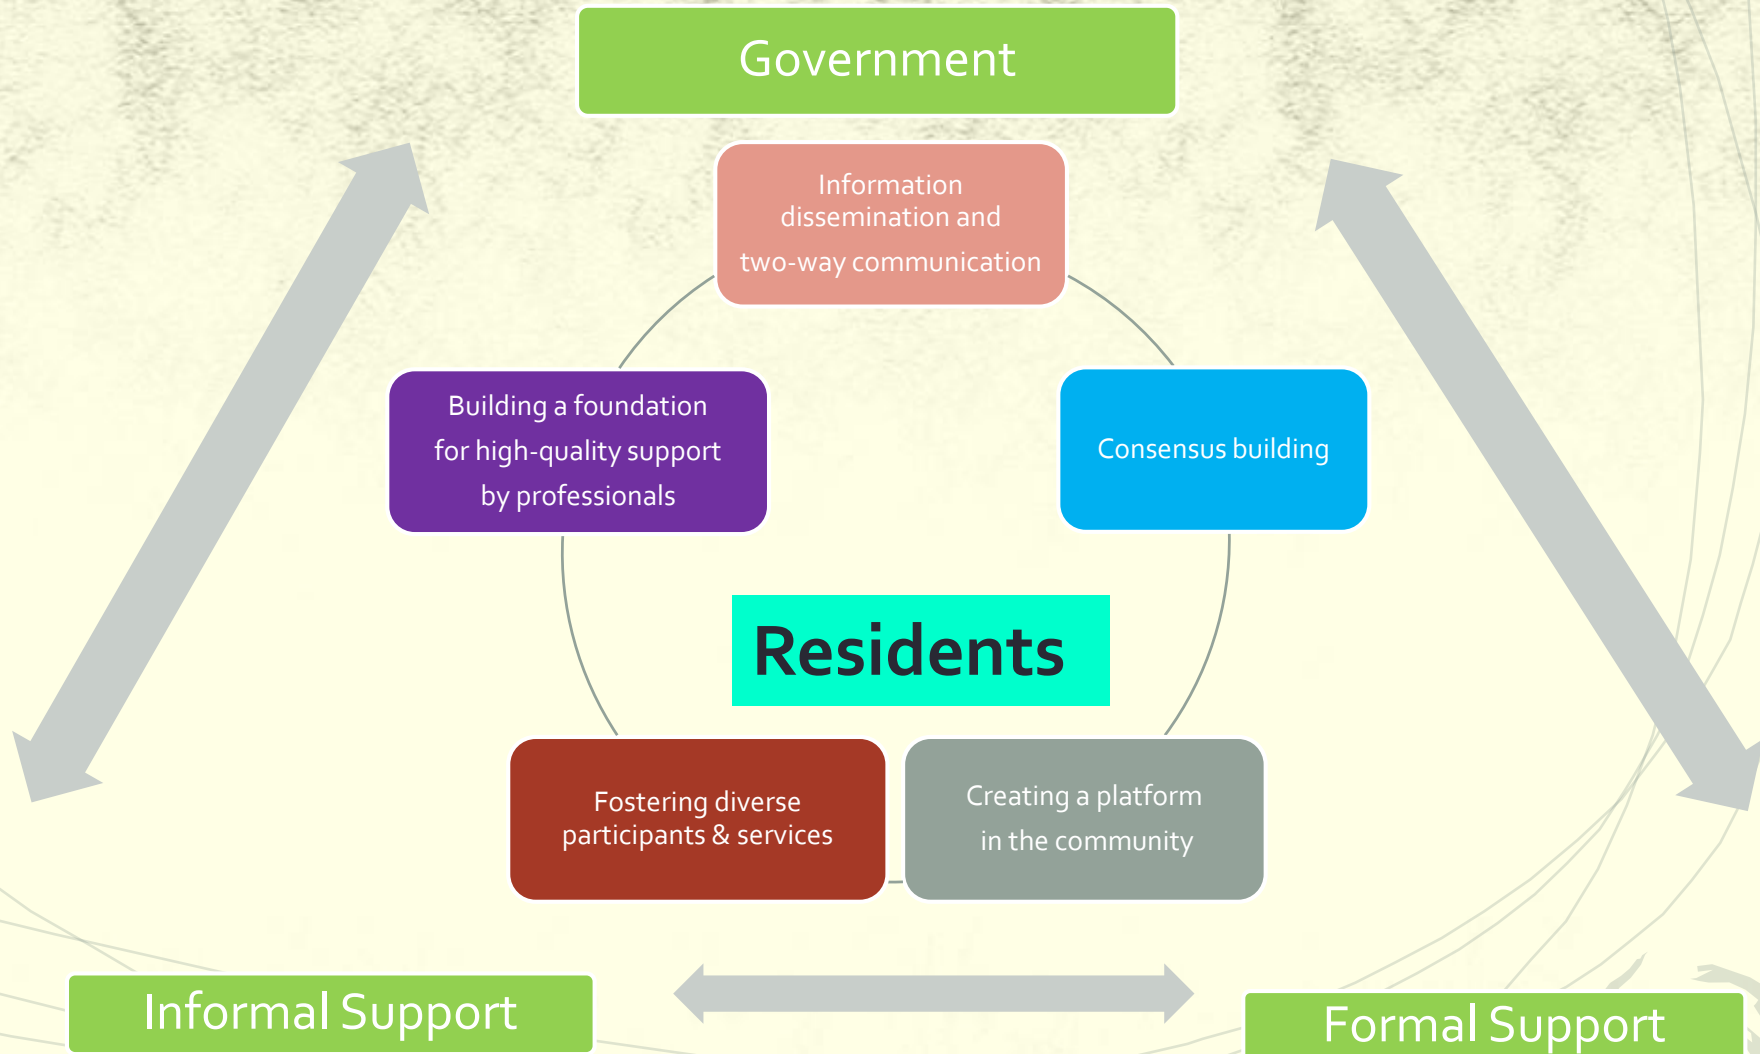 Government
Information
dissemination and
two-way communication
Building a foundation
for high-quality support
by professionals
Consensus building
Residents
Fostering diverse
participants & services
Creating a platform
in the community
Informal Support
Formal Support